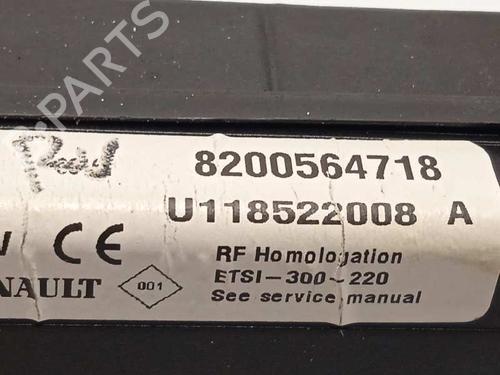 PARTS
8200564718
U118522008 A
CE
RF Homologation
ETSI-300-220
See service manual
NAULT
001